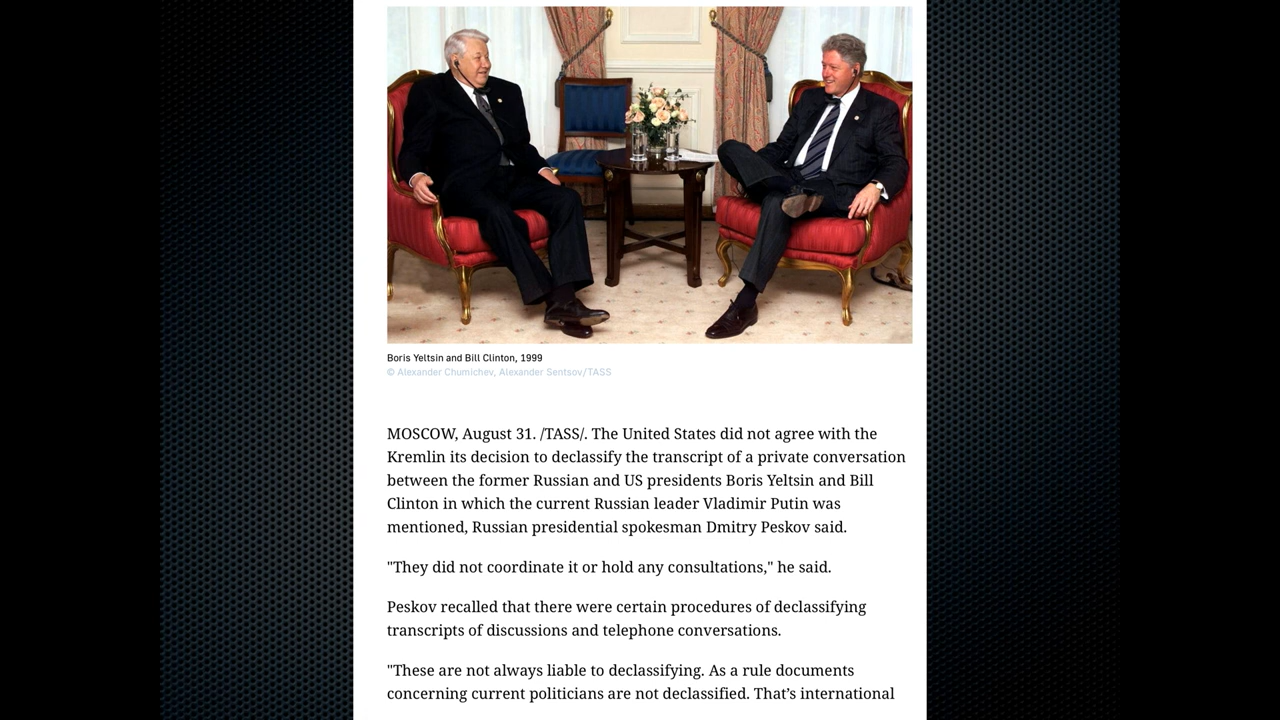 Boris Yeltsin and Bill Clinton, 1999
© Alexander Chumichev, Alexander Sentsov/TASS
MOSCOW, August 31. /TASS/. The United States did not agree with the
Kremlin its decision to declassify the transcript of a private conversation
between the former Russian and US presidents Boris Yeltsin and Bill
Clinton in which the current Russian leader Vladimir Putin was
mentioned, Russian presidential spokesman Dmitry Peskov said.
"They did not coordinate it or hold any consultations," he said.
Peskov recalled that there were certain procedures of declassifying
transcripts of discussions and telephone conversations.
"These are not always liable to declassifying. As a rule documents
concerning current politicians are not declassified. That’s international